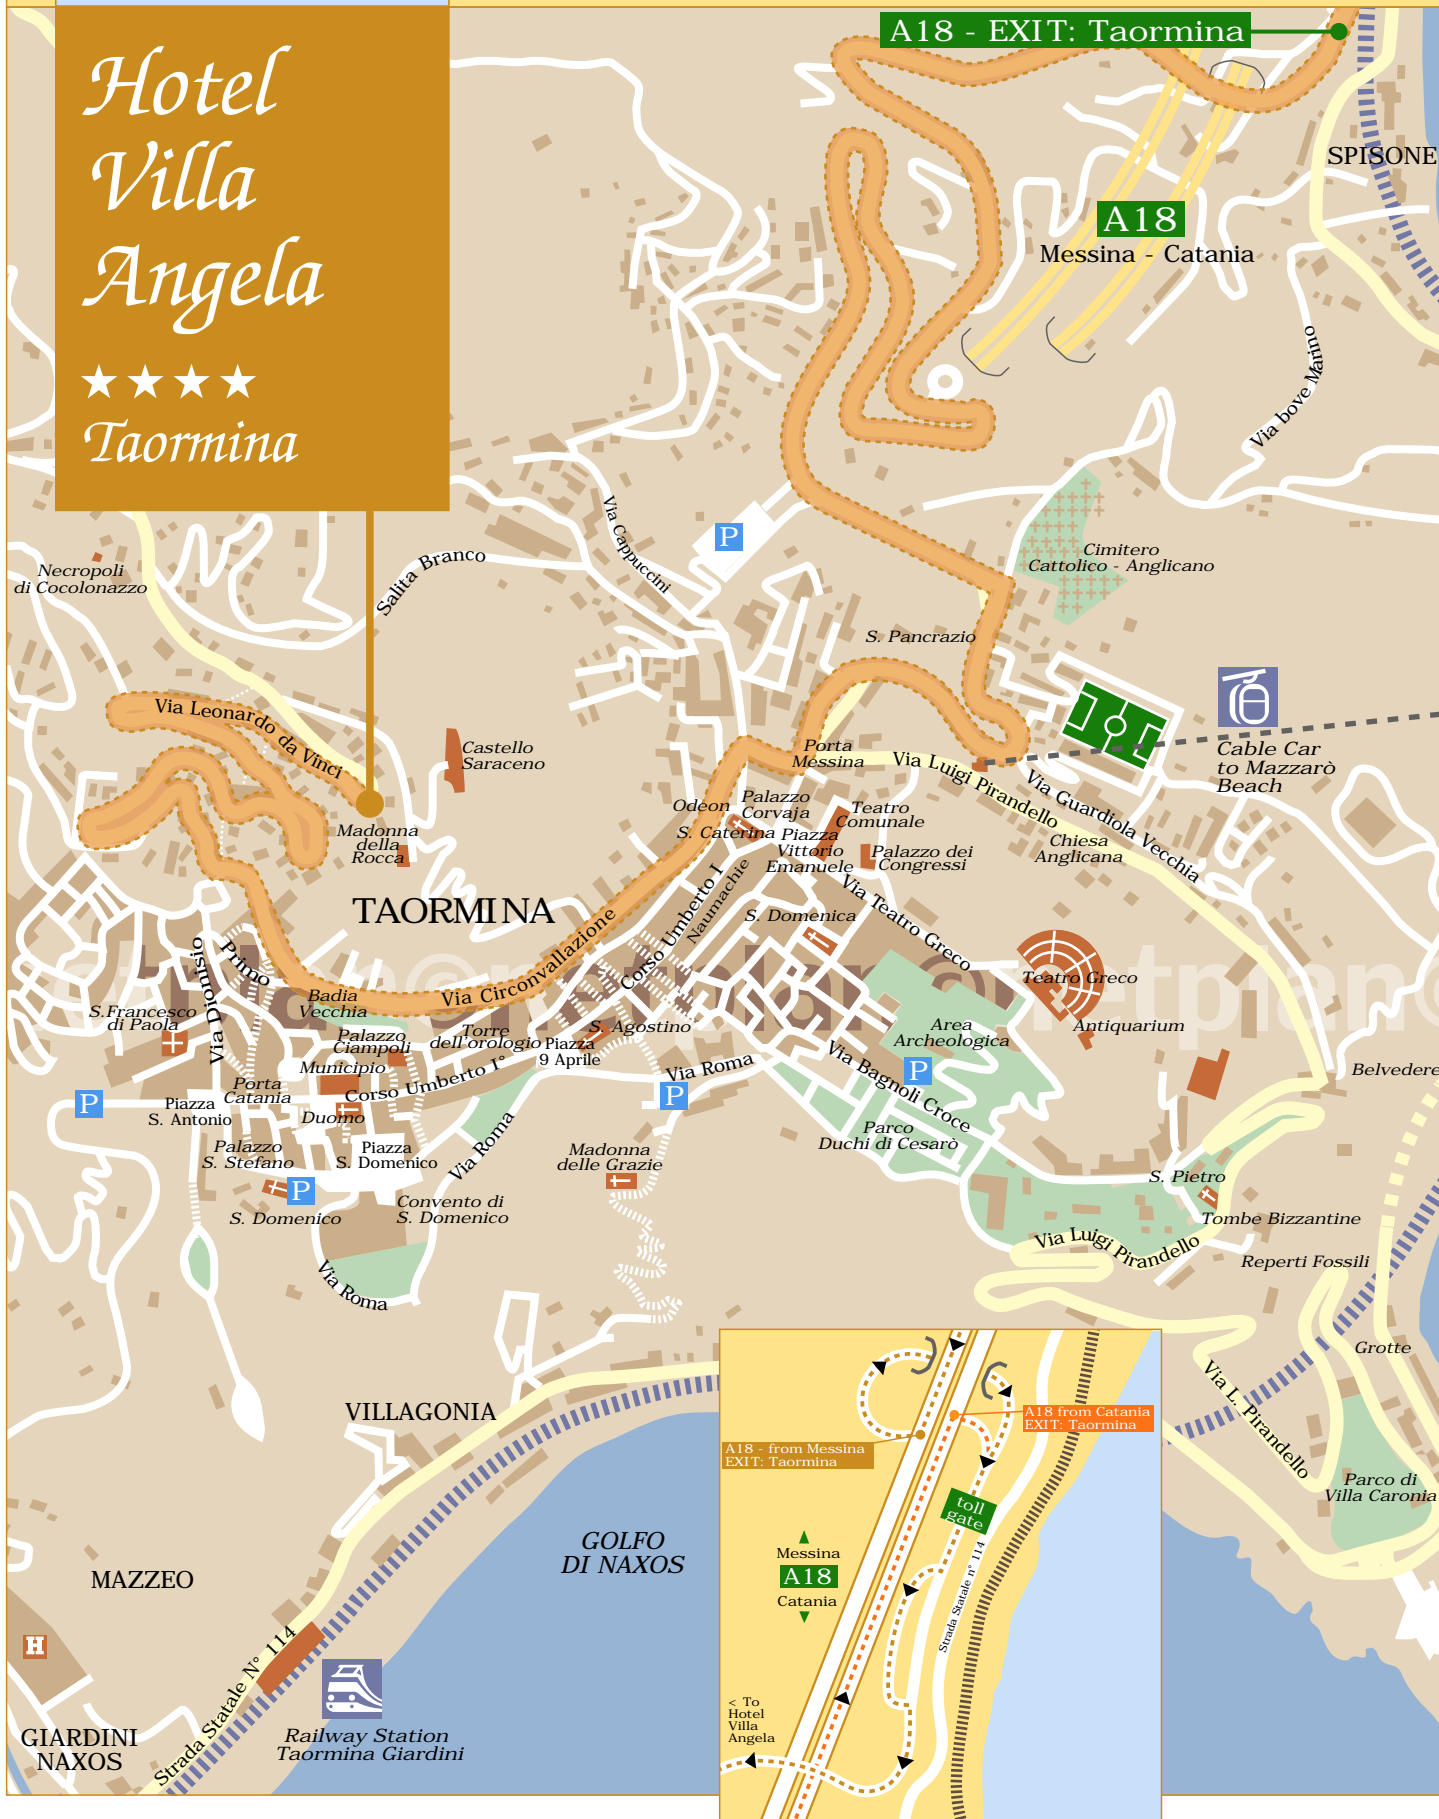 A18 - EXIT: Taormina
Hotel
Villa
Angela
★★★★
Taormina
SPISONE
A18
Messina - Catania
Via bove Marino
Via Cappuccini
P
Salita Branco
Necropoli
di Cocolonazzo
Cimitero
Cattolico - Anglicano
S. Pancrazio
Via Leonardo da Vinci
Castello
Saraceno
Porta
Messina
Via Luigi Pirandello
Cable Car
to Mazzarò
Beach
Via Guardiola Vecchia
Madonna
della
Rocca
Odeon
Palazzo
Corvaja
S. Caterina
Piazza
Vittorio
Emanuele
Teatro
Comunale
Palazzo dei
Congressi
Chiesa
Anglicana
TAORMINA
Corso Umberto I
Naumachie
S. Domenica
Via Teatro Greco
Via Circonvallazione
Teatro Greco
Antiquarium
Area
Archeologica
P
Via Dionisio
Primo
S.Francesco
di Paola
Badia
Vecchia
Palazzo
Ciampoli
Torre
dell'orologio
Piazza
9 Aprile
S. Agostino
Via Roma
P
Via Bagnoli Croce
Belvedere
Municipio
Corso Umberto I°
Porta
Catania
P
Piazza
S. Antonio
Duomo
Palazzo
S. Stefano
Piazza
S. Domenico
P
S. Domenico
Convento di
S. Domenico
Via Roma
Madonna
delle Grazie
Parco
Duchi di Cesarò
S. Pietro
Tombe Bizzantine
Via Luigi Pirandello
Reperti Fossili
Via Roma
Grotte
Via L. Pirandello
Parco di
Villa Caronia
VILLAGONIA
GOLFO
DI NAXOS
MAZZEO
H
Strada Statale N° 114
GIARDINI
NAXOS
Railway Station
Taormina Giardini
A18 from Catania
EXIT: Taormina
A18 - from Messina
EXIT: Taormina
toll
gate
Messina
A18
Catania
Strada Statale n° 114
< To
Hotel
Villa
Angela